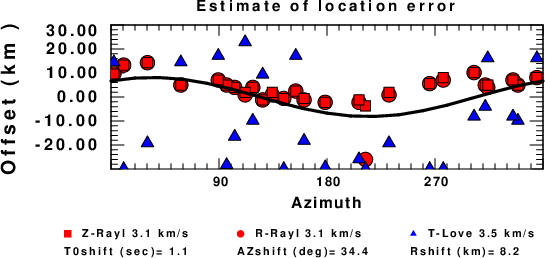 Estimate of location error
30.00
20.00
10.00
0.00
-10.00
-20.00
Offset (km)
90
180
270
Azimuth
Z-Rayl 3.1 km/s
R-Rayl 3.1 km/s
T-Love 3.5 km/s
T0shift (sec)= 1.1
AZshift (deg)= 34.4
Rshift (km)= 8.2